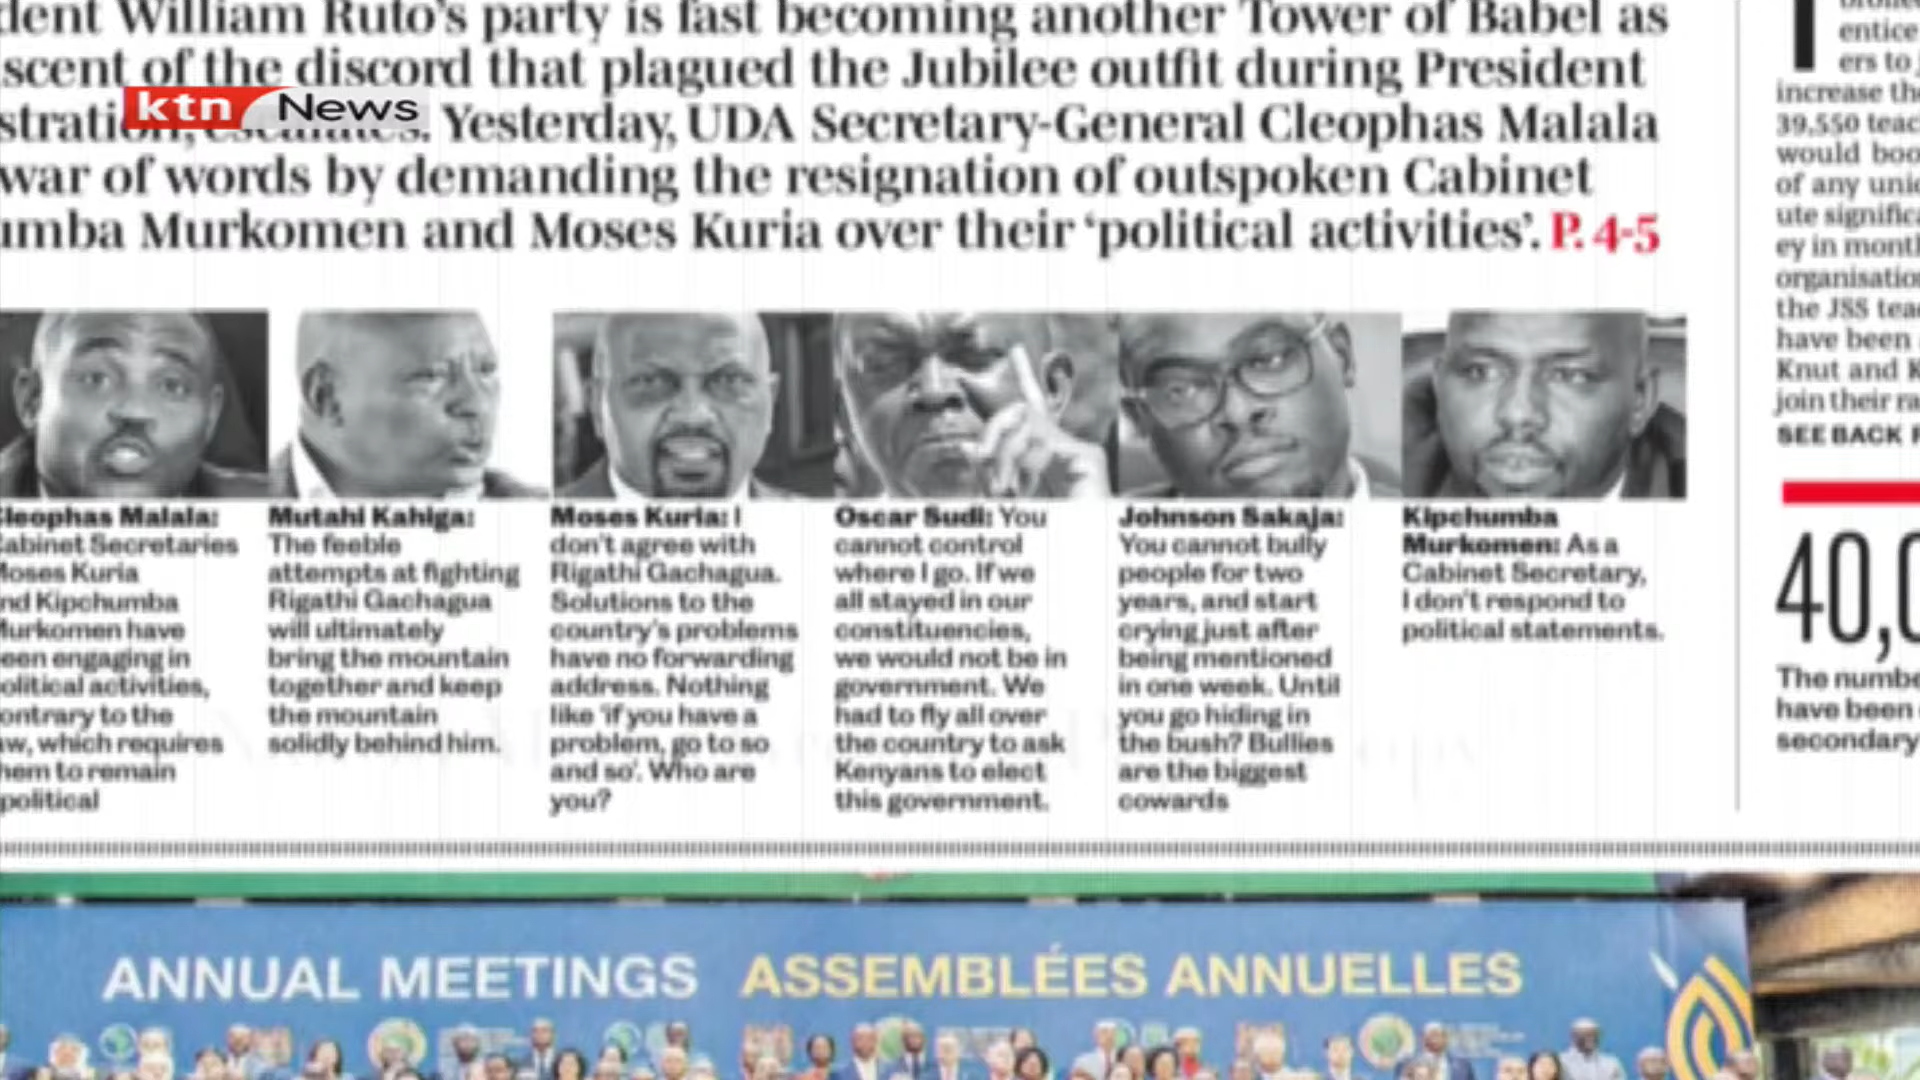 dent William Ruto's party is fast becoming another Tower of Babel as
scent of the discord that plagued the Jubilee outfit during President
ktn News
Yesterday, UDA Secretary-General Cleophas Malala
war of words by demanding the resignation of outspoken Cabinet
umba Murkomen and Moses Kuria over their 'political activities'. P. 4-5
Cleophas Malala:
Cabinet Secretaries
Moses Kuria
nd Kipchumba
Murkomen have
een engaging in
olitical activities,
ontrary to the
aw, which requires
hem to remain
political
Mutahi Kahiga:
The feeble
attempts at fighting
Rigathi Gachagua
will ultimately
bring the mountain
together and keep
the mountain
solidly behind him.
Moses Kuria: I
don't agree with
Rigathi Gachagua.
Solutions to the
country's problems
have no forwarding
address. Nothing
like 'if you have a
problem, go to so
and so'. Who are
you?
Oscar Sudi: You
cannot control
where I go. If we
all stayed in our
constituencies,
we would not be in
government. We
had to fly all over
the country to ask
Kenyans to elect
this government.
Johnson Sakaja:
You cannot bully
people for two
years, and start
crying just after
being mentioned
in one week. Until
you go hiding in
the bush? Bullies
are the biggest
cowards
Kipchumba
Murkomen: As a
Cabinet Secretary,
I don't respond to
political statements.
entice
ers to
increase the
39,550 teac
would boo
of any unio
ute significa
ey in month
organisation
the JSS tea
have been
Knut and K
join their ra
SEE BACK P
40,0
The numbe
have been
secondary
ANNUAL MEETINGS ASSEMBLÉES ANNUELLES